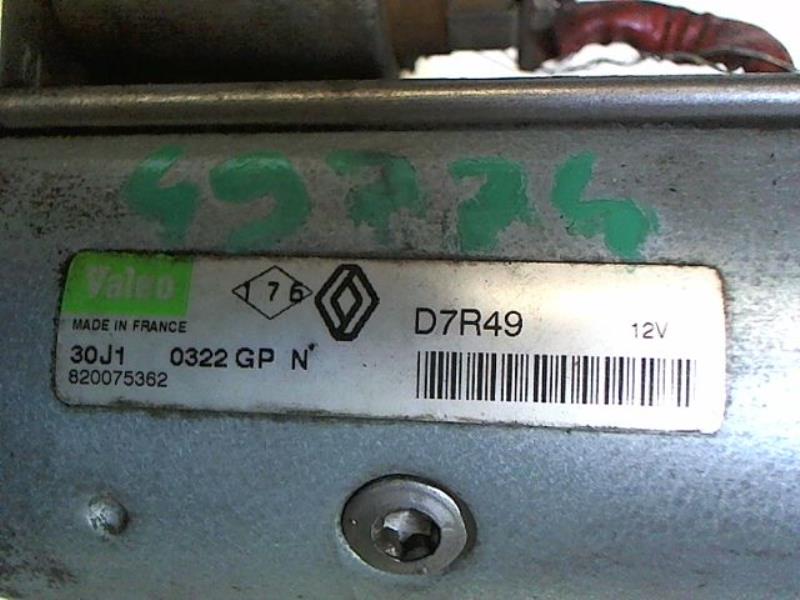 49774
Valeo
176
D7R49
12V
MADE IN FRANCE
30J1 0322 GP N
820075362